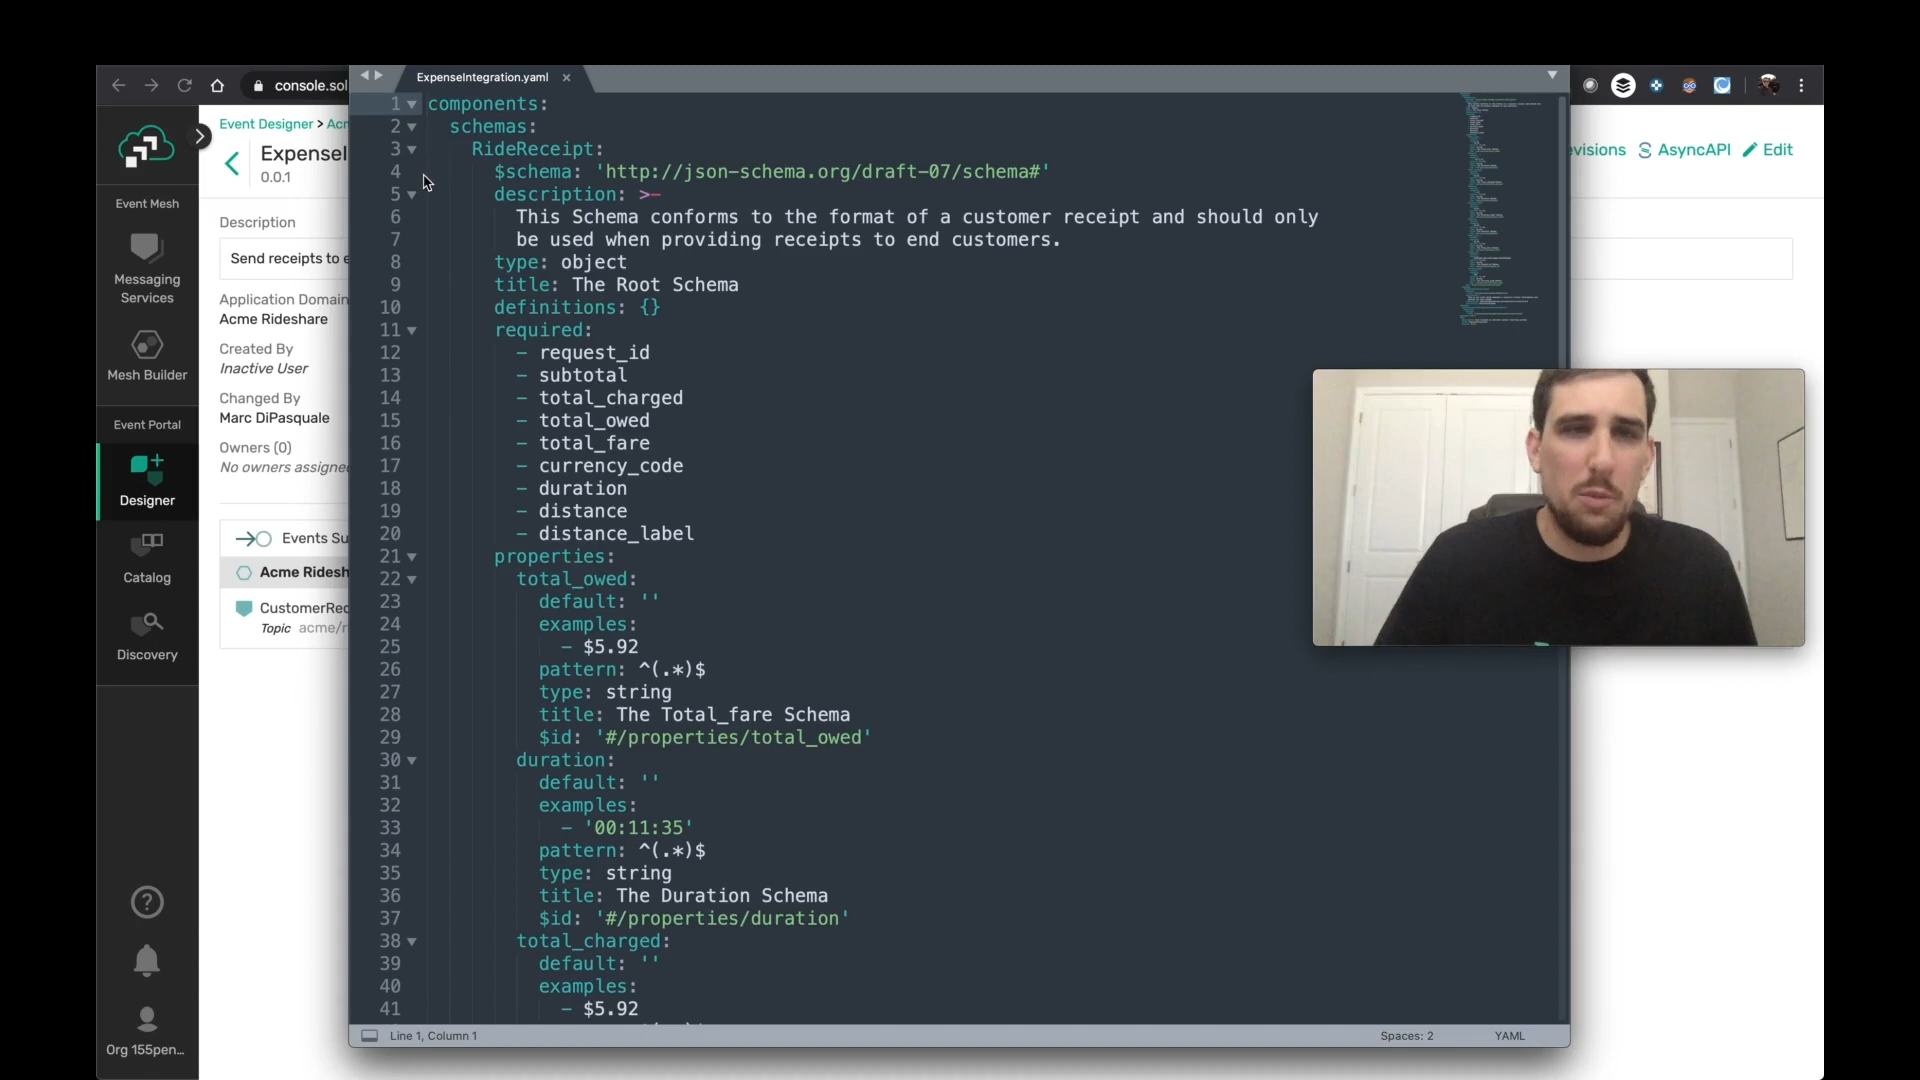 console.sol
Event Designer > Acr
ExpenseI
0.0.1
evisions
AsyncAPI
Edit
Event Mesh
Messaging
Services
Mesh Builder
Event Portal
Designer
Catalog
Discovery
Org 155pen...
Description
Send receipts to e
Application Domain
Acme Rideshare
Created By
Inactive User
Changed By
Marc DiPasquale
Owners (0)
No owners assigne
Events Su
Acme Ridesh
CustomerRec
Topic acme/r
ExpenseIntegration.yaml
1 components:
2 schemas:
3 RideReceipt:
4 $schema: 'http://json-schema.org/draft-07/schema#'
5 description: >-
6 This Schema conforms to the format of a customer receipt and should only
7 be used when providing receipts to end customers.
8 type: object
9 title: The Root Schema
10 definitions: {}
11 required:
12 - request_id
13 - subtotal
14 - total_charged
15 - total_owed
16 - total_fare
17 - currency_code
18 - duration
19 - distance
20 - distance_label
21 properties:
22 total_owed:
23 default: ''
24 examples:
25 - $5.92
26 pattern: ^(.*)$
27 type: string
28 title: The Total_fare Schema
29 $id: '#/properties/total_owed'
30 duration:
31 default: ''
32 examples:
33 - '00:11:35'
34 pattern: ^(.*)$
35 type: string
36 title: The Duration Schema
37 $id: '#/properties/duration'
38 total_charged:
39 default: ''
40 examples:
41 - $5.92
Line 1, Column 1
Spaces: 2
YAML